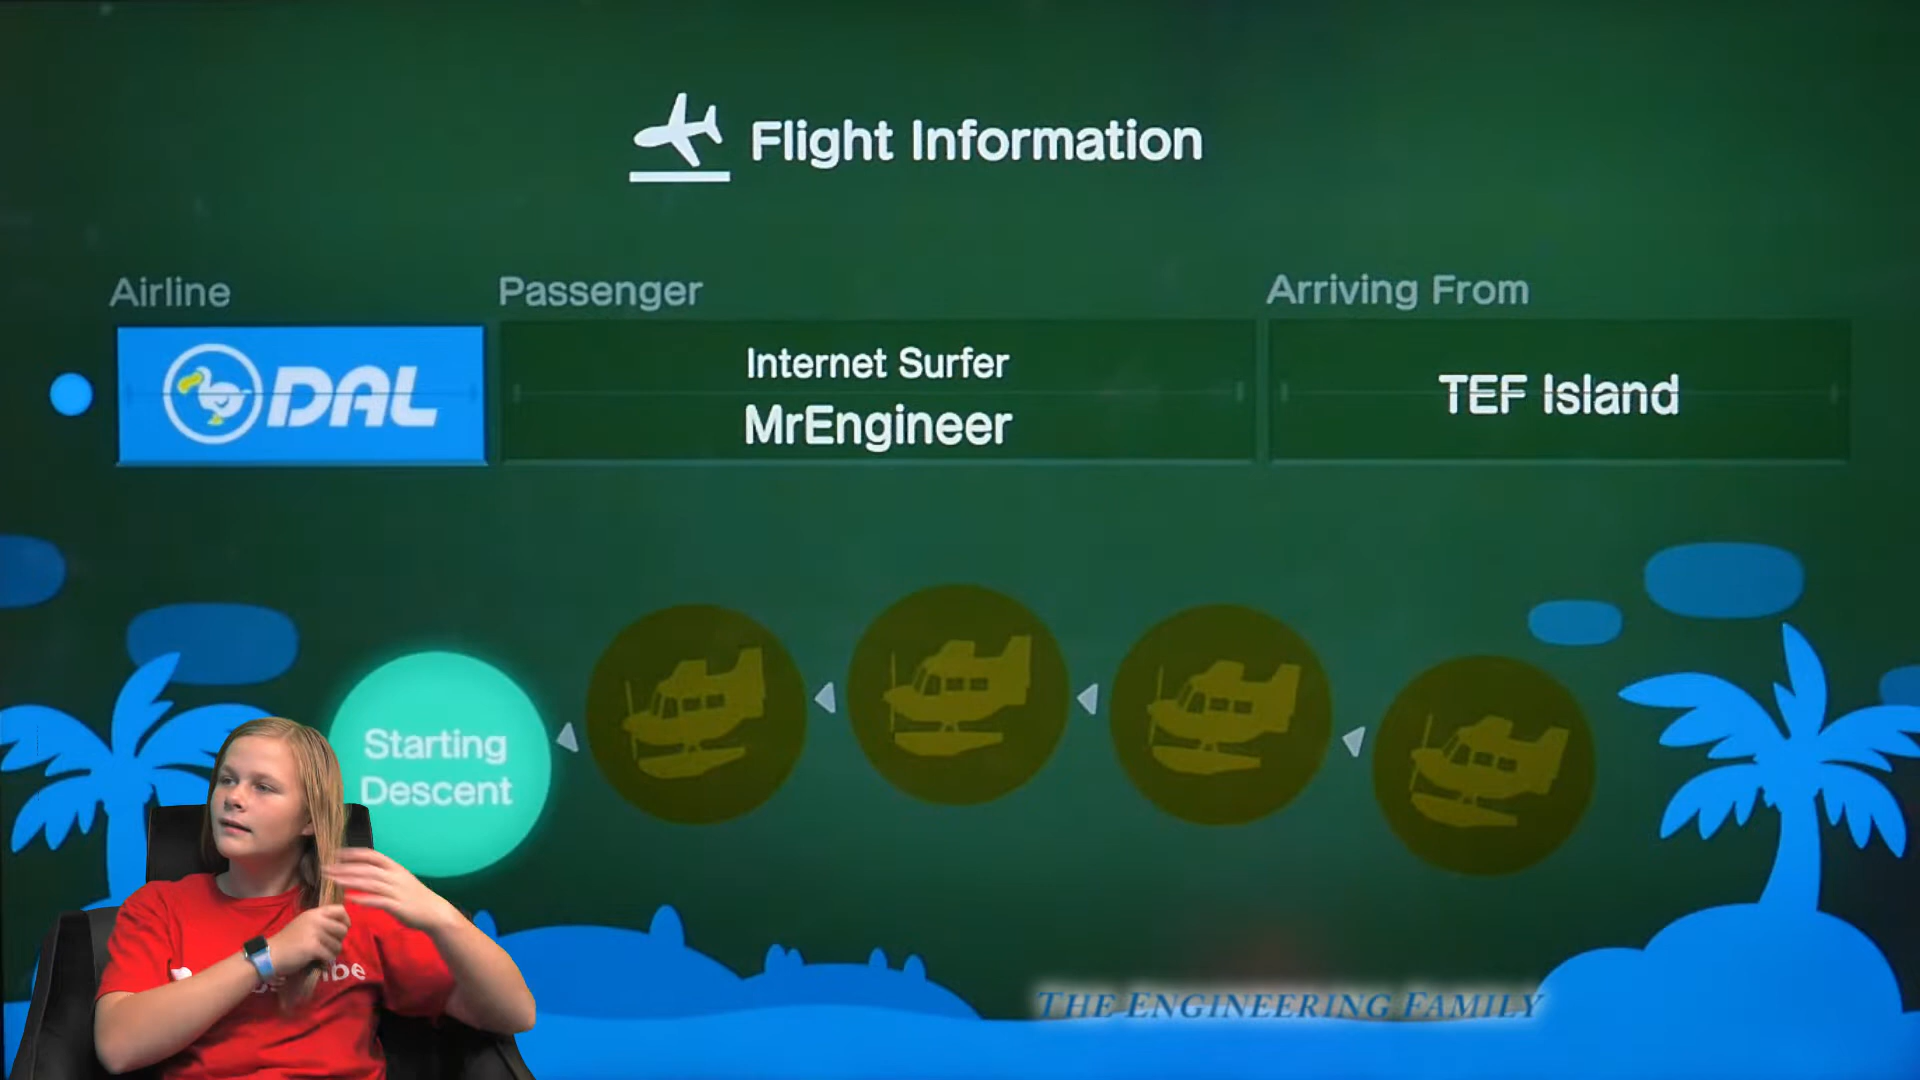 Flight Information
Airline
Passenger
Arriving From
DAL
Internet Surfer
MrEngineer
TEF Island
Starting
Descent
THE ENGINEERING FAMILY